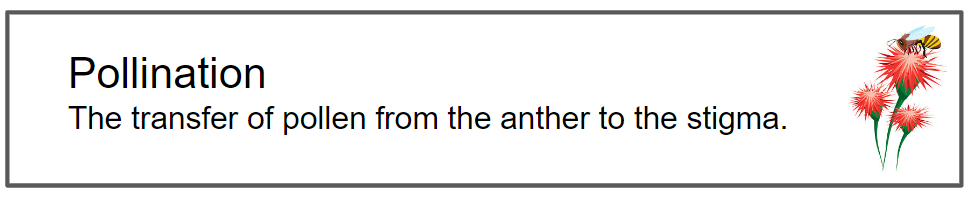 Pollination
The transfer of pollen from the anther to the stigma.